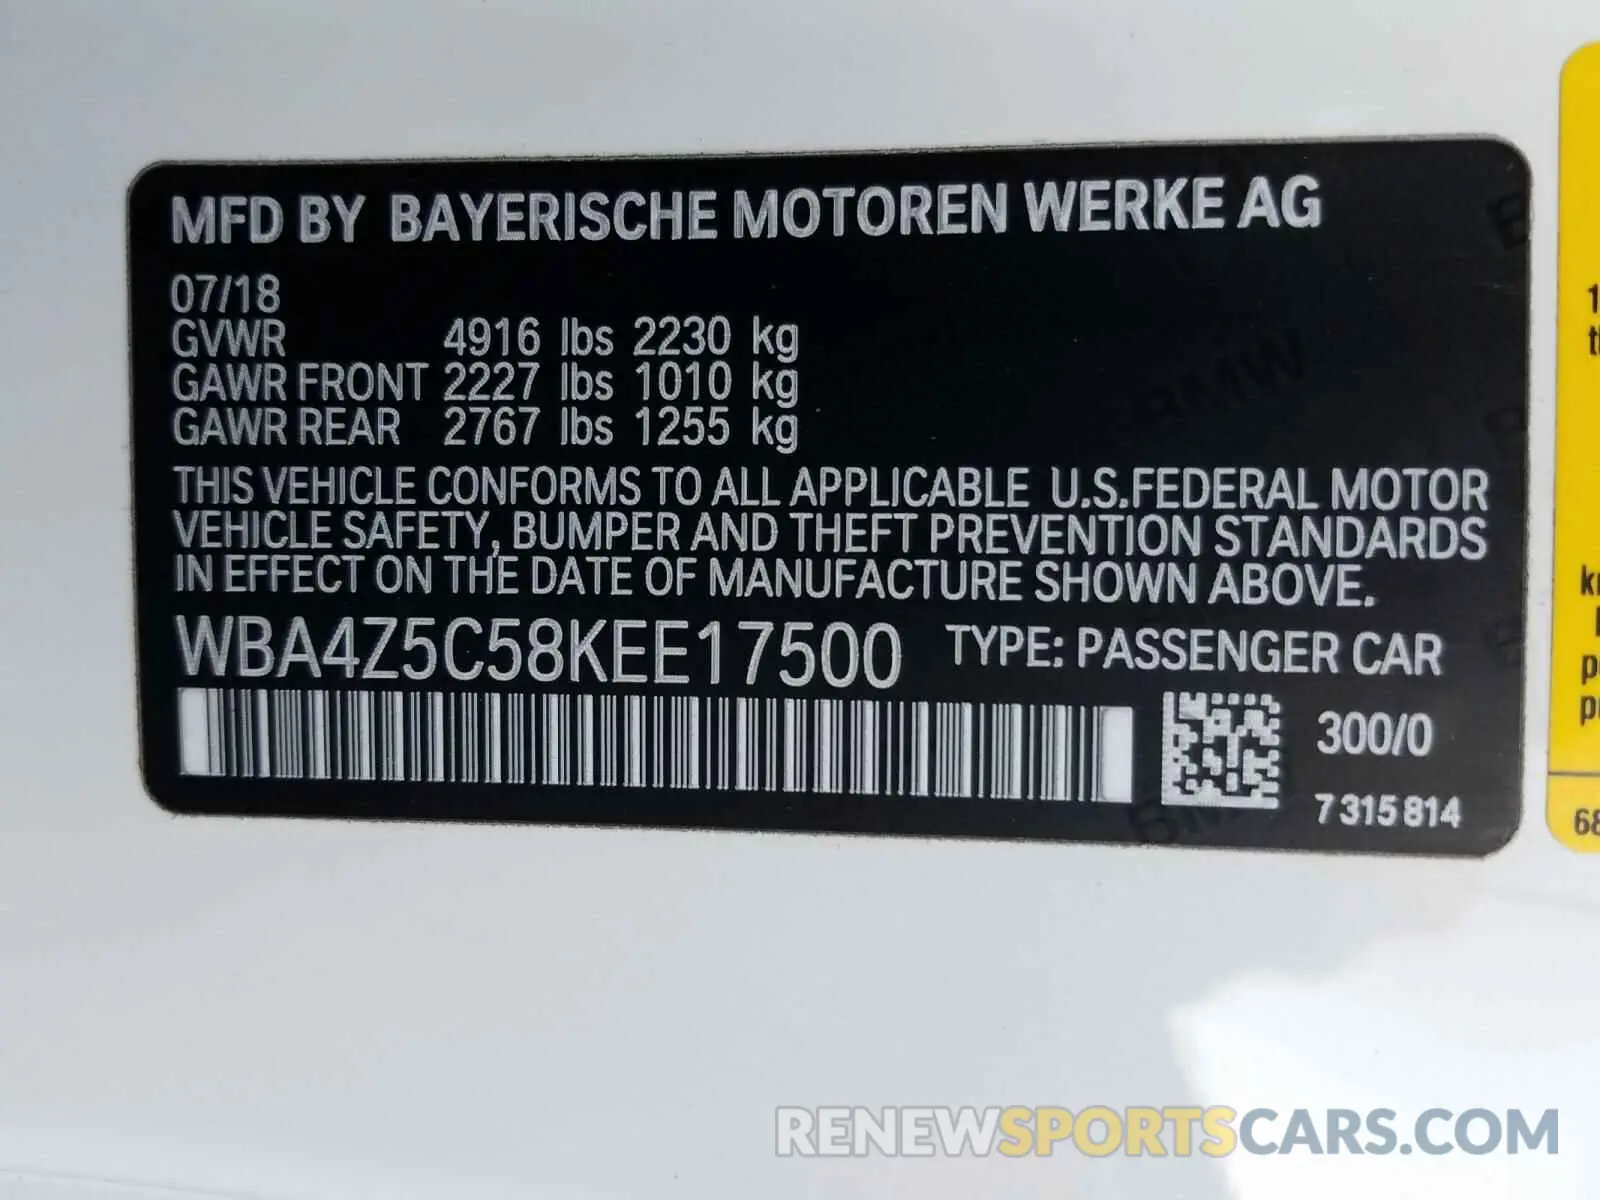 MFD BY BAYERISCHE MOTOREN WERKE AG
07/18
GVWR 4916 lbs 2230 kg
GAWR FRONT 2227 lbs 1010 kg
GAWR REAR 2767 lbs 1255 kg
THIS VEHICLE CONFORMS TO ALL APPLICABLE U.S.FEDERAL MOTOR
VEHICLE SAFETY, BUMPER AND THEFT PREVENTION STANDARDS
IN EFFECT ON THE DATE OF MANUFACTURE SHOWN ABOVE.
WBA4Z5C58KEE17500 TYPE: PASSENGER CAR
300/0
7 315 814
BMW
BMW
RENEWSPORTSCARS.COM